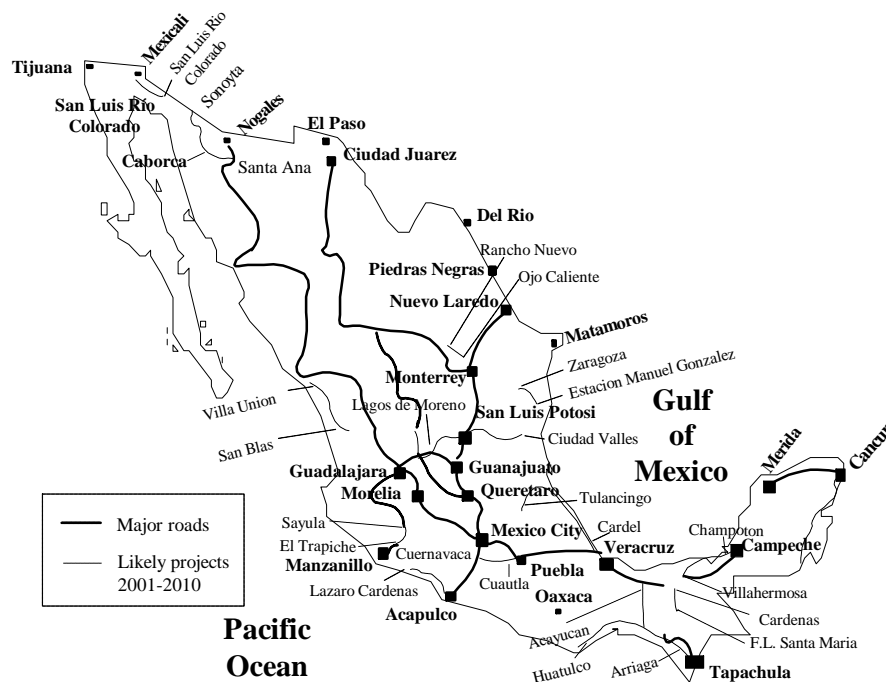 Tijuana
Mexicali
San Luis Rio
Colorado
Sonoyta
San Luis Río
Colorado
Nogales
El Paso
Ciudad Juarez
Caborca
Santa Ana
Del Rio
Rancho Nuevo
Piedras Negras
Ojo Caliente
Nuevo Laredo
Matamoros
Zaragoza
Monterrey
Estacion Manuel Gonzalez
Villa Union
Lagos de Moreno
San Luis Potosi
Gulf
of
Mexico
San Blas
Ciudad Valles
Merida
Cancun
Guadalajara
Guanajuato
Morelia
Queretaro
Tulancingo
Major roads
Likely projects
2001-2010
Sayula
El Trapiche
Mexico City
Cardel
Champoton
Manzanillo
Cuernavaca
Veracruz
Campeche
Puebla
Lazaro Cardenas
Cuautla
Villahermosa
Acapulco
Oaxaca
Cardenas
Acayucan
F.L. Santa Maria
Pacific
Ocean
Huatulco
Arriaga
Tapachula